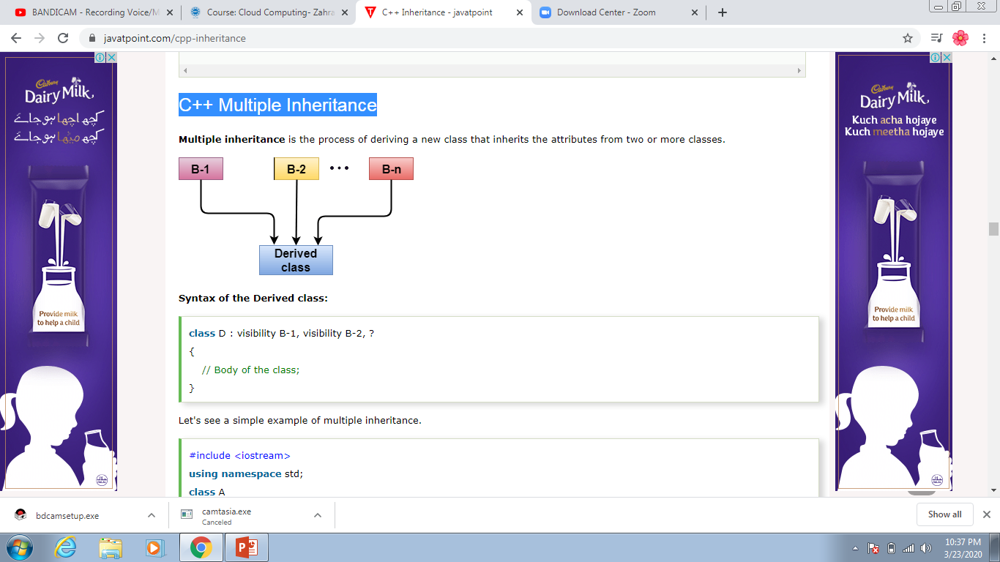 BANDICAM - Recording Voice/M
Course: Cloud Computing- Zahra
C++ Inheritance - javatpoint
Download Center - Zoom
javatpoint.com/cpp-inheritance
Cadbury
Dairy Milk
کچھ اچھا ہو جائے
کچھ میٹھا ہو جائے
Provide milk
to help a child
C++ Multiple Inheritance
Multiple inheritance is the process of deriving a new class that inherits the attributes from two or more classes.
B-1
B-2
• • •
B-n
Derived
class
Syntax of the Derived class:
class D : visibility B-1, visibility B-2, ?
{
// Body of the class;
}
Let's see a simple example of multiple inheritance.
#include <iostream>
using namespace std;
class A
Cadbury
Dairy Milk
Kuch acha hojaye
Kuch meetha hojaye
Provide milk
to help a child
bdcamsetup.exe
camtasia.exe
Canceled
Show all
10:37 PM
3/23/2020